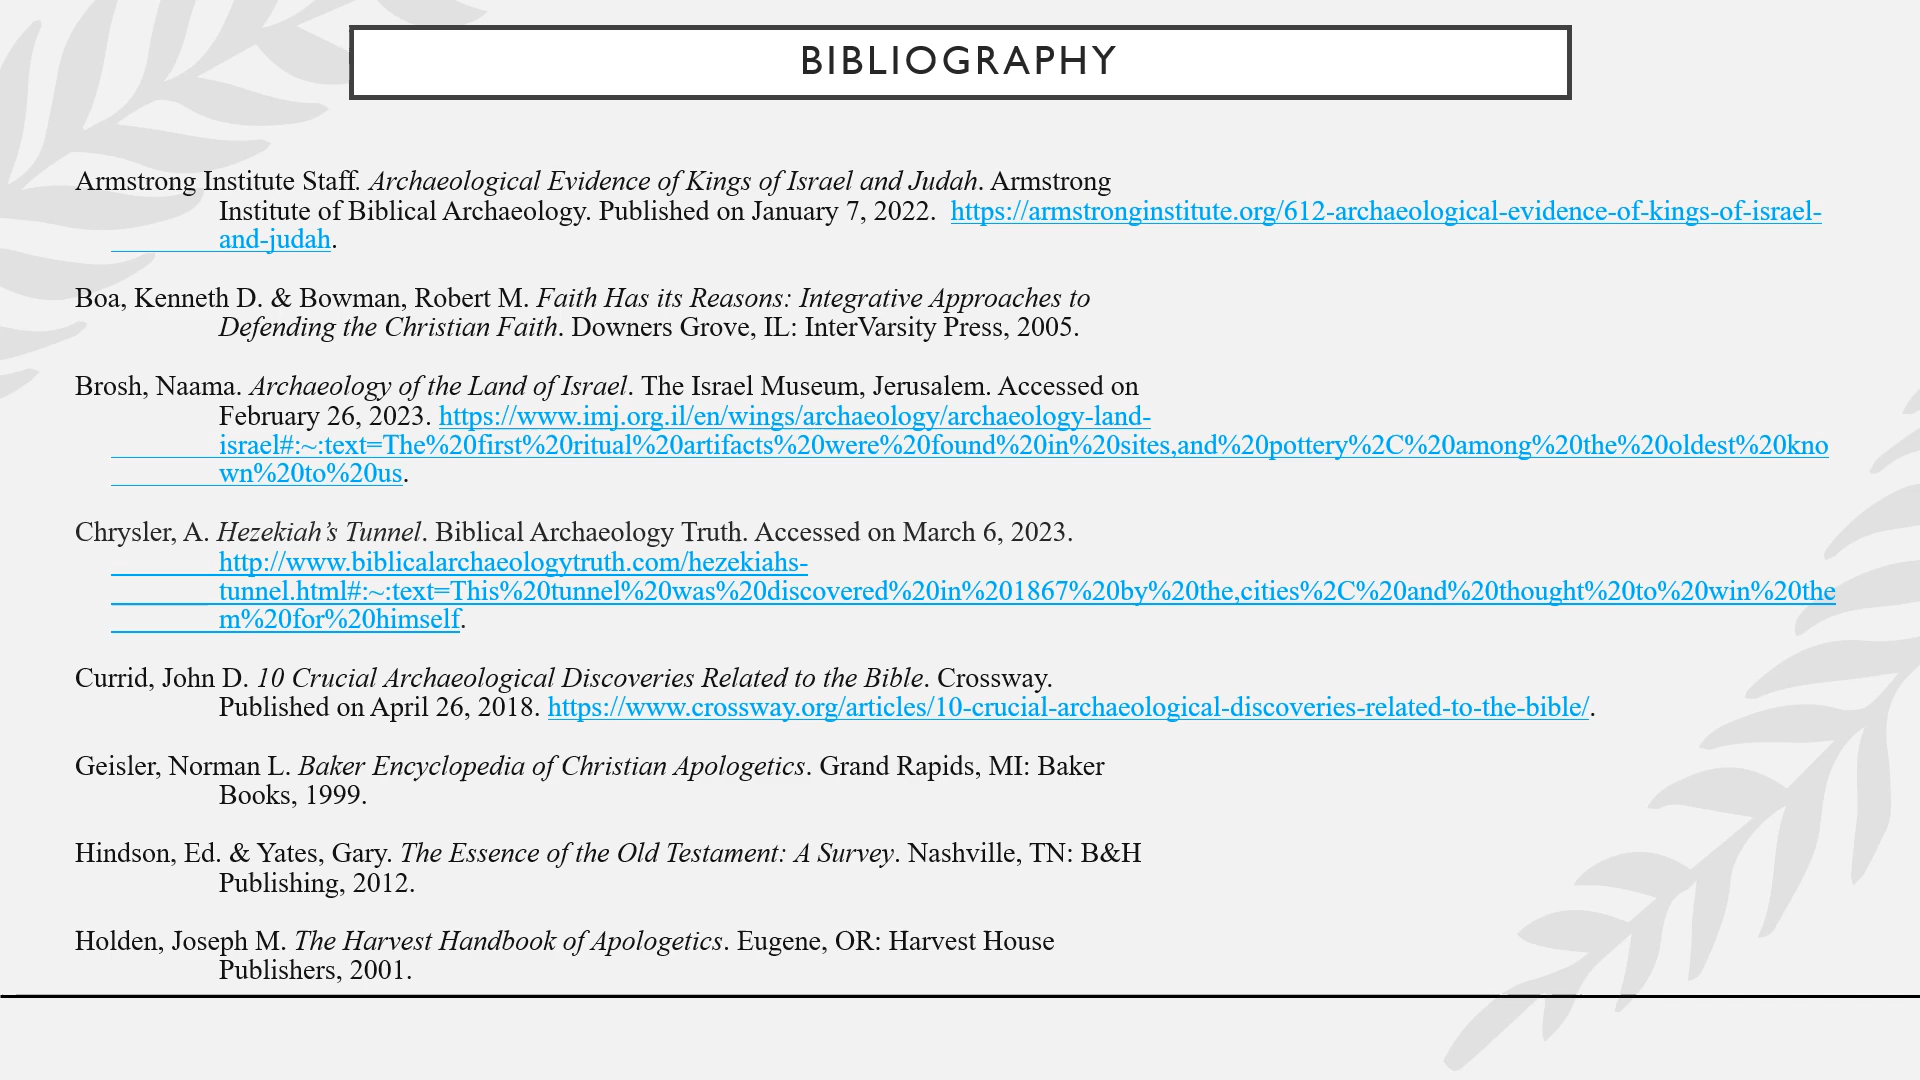 BIBLIOGRAPHY
Armstrong Institute Staff. Archaeological Evidence of Kings of Israel and Judah. Armstrong
Institute of Biblical Archaeology. Published on January 7, 2022. https://armstronginstitute.org/612-archaeological-evidence-of-kings-of-israel-
and-judah.
Boa, Kenneth D. & Bowman, Robert M. Faith Has its Reasons: Integrative Approaches to
Defending the Christian Faith. Downers Grove, IL: InterVarsity Press, 2005.
Brosh, Naama. Archaeology of the Land of Israel. The Israel Museum, Jerusalem. Accessed on
February 26, 2023. https://www.imj.org.il/en/wings/archaeology/archaeology-land-
israel#:~:text=The%20first%20ritual%20artifacts%20were%20found%20in%20sites,and%20pottery%2C%20among%20the%20oldest%20kno
wn%20to%20us.
Chrysler, A. Hezekiah’s Tunnel. Biblical Archaeology Truth. Accessed on March 6, 2023.
http://www.biblicalarchaeologytruth.com/hezekiahs-
tunnel.html#:~:text=This%20tunnel%20was%20discovered%20in%201867%20by%20the,cities%2C%20and%20thought%20to%20win%20the
m%20for%20himself.
Currid, John D. 10 Crucial Archaeological Discoveries Related to the Bible. Crossway.
Published on April 26, 2018. https://www.crossway.org/articles/10-crucial-archaeological-discoveries-related-to-the-bible/.
Geisler, Norman L. Baker Encyclopedia of Christian Apologetics. Grand Rapids, MI: Baker
Books, 1999.
Hindson, Ed. & Yates, Gary. The Essence of the Old Testament: A Survey. Nashville, TN: B&H
Publishing, 2012.
Holden, Joseph M. The Harvest Handbook of Apologetics. Eugene, OR: Harvest House
Publishers, 2001.